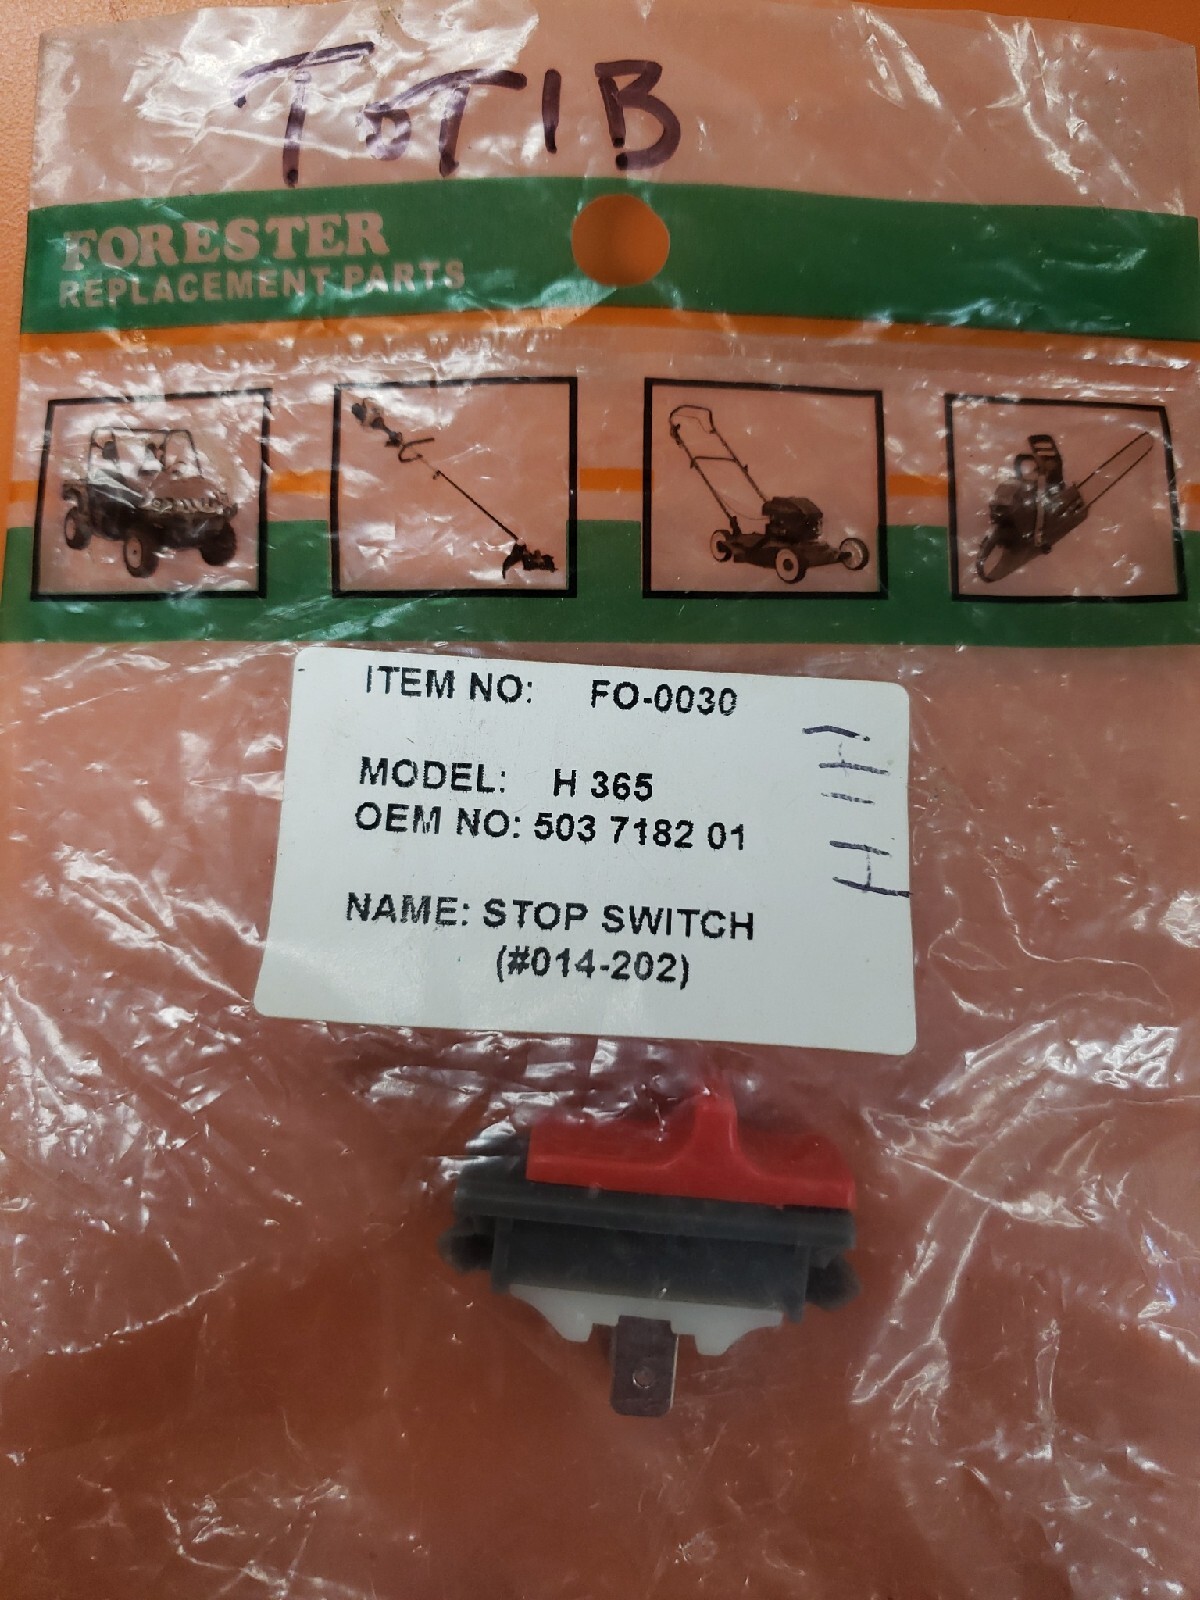 TOT1B
FORESTER
REPLACEMENT PARTS
ITEM NO: FO-0030
MODEL: H 365
OEM NO: 503 7182 01
NAME: STOP SWITCH
(#014-202)